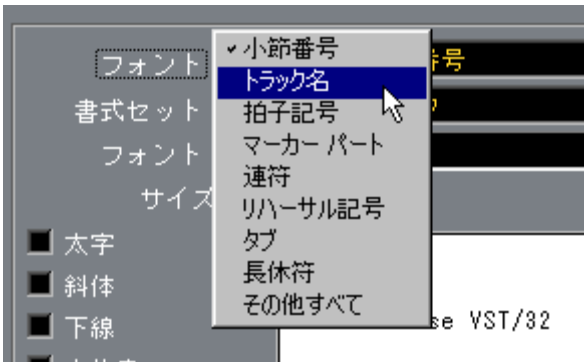 フォント
✓小節番号
トラック名
拍子記号
マーカー パート
連符
リハーサル記号
タブ
長休符
その他すべて
番号
書式セット
フォント
サイズ
太字
斜体
下線
se VST/32